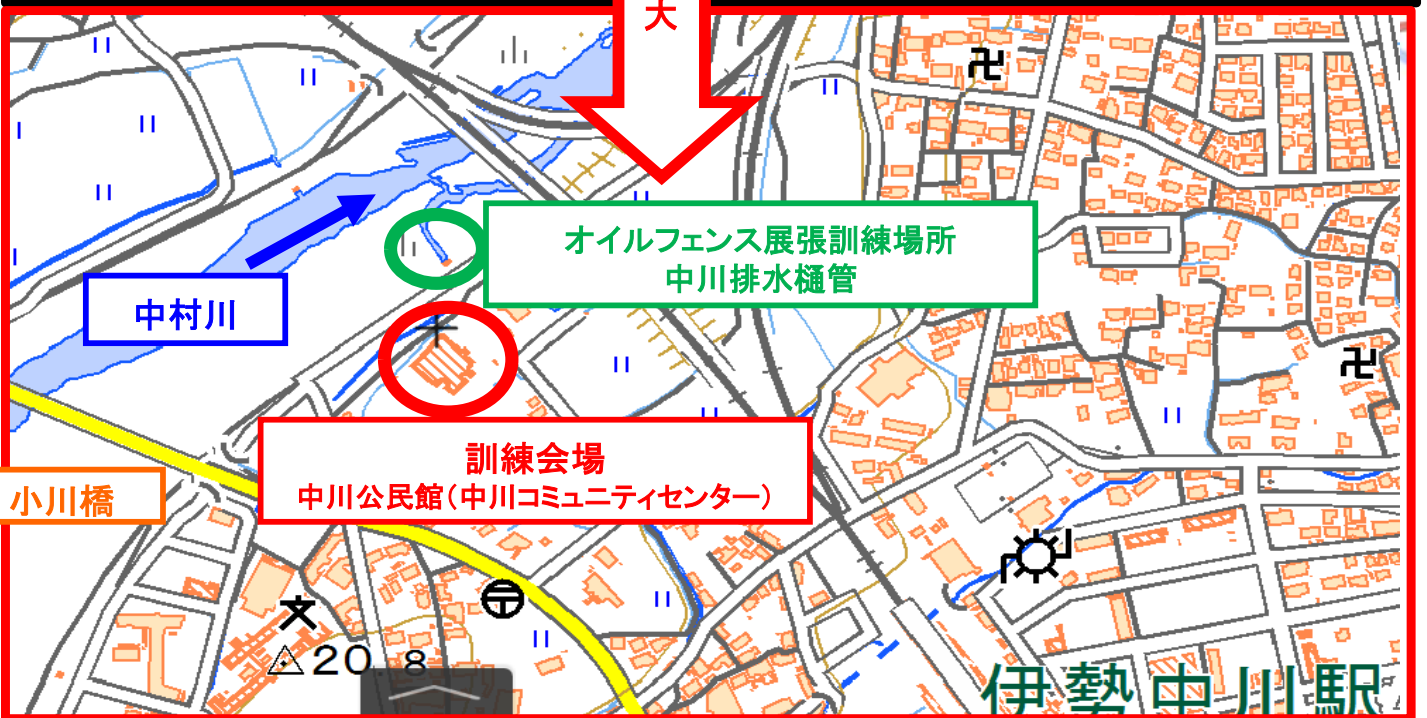 大
オイルフェンス展張訓練場所
中川排水樋管
中村川
訓練会場
中川公民館(中川コミュニティセンター)
小川橋
20.8
伊勢中川駅